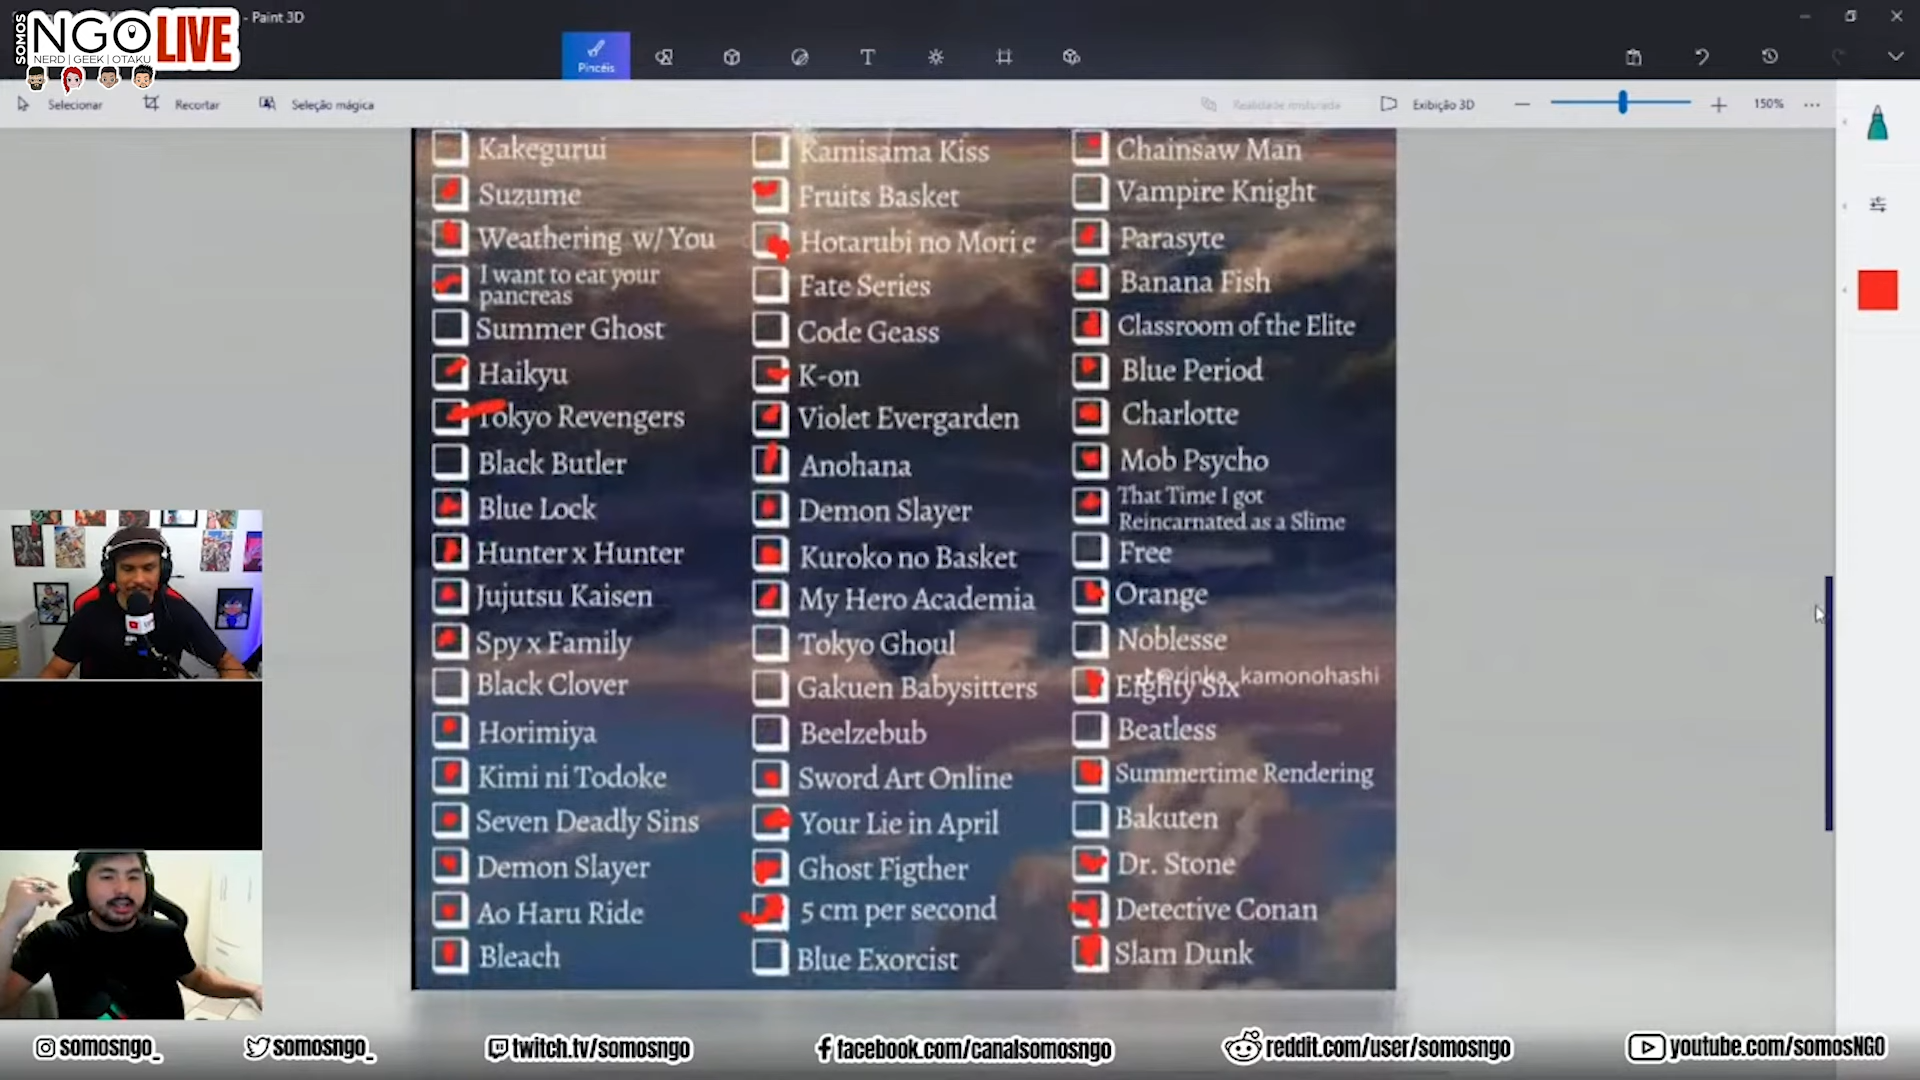 SOMOS
NGO LIVE
NERD | GEEK | OTAKU
- Paint 3D
Pincéis
Selecionar
Recortar
Seleção mágica
Realidade misturada
Exibição 3D
150%
Kakegurui
Suzume
Weathering w/ You
I want to eat your
pancreas
Summer Ghost
Haikyu
Tokyo Revengers
Black Butler
Blue Lock
Hunter x Hunter
Jujutsu Kaisen
Spy x Family
Black Clover
Horimiya
Kimi ni Todoke
Seven Deadly Sins
Demon Slayer
Ao Haru Ride
Bleach
Kamisama Kiss
Fruits Basket
Hotarubi no Mori e
Fate Series
Code Geass
K-on
Violet Evergarden
Anohana
Demon Slayer
Kuroko no Basket
My Hero Academia
Tokyo Ghoul
Gakuen Babysitters
Beelzebub
Sword Art Online
Your Lie in April
Ghost Figther
5 cm per second
Blue Exorcist
Chainsaw Man
Vampire Knight
Parasyte
Banana Fish
Classroom of the Elite
Blue Period
Charlotte
Mob Psycho
That Time I got
Reincarnated as a Slime
Free
Orange
Noblesse
@rinka_kamonohashi
Eighty Six
Beatless
Summertime Rendering
Bakuten
Dr. Stone
Detective Conan
Slam Dunk
somosngo_
somosngo_
twitch.tv/somosngo
facebook.com/canalsomosngo
reddit.com/user/somosngo
youtube.com/somosNGO